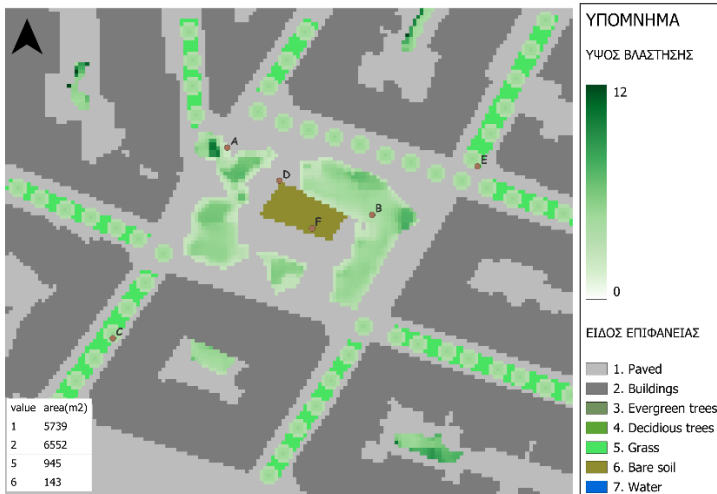 A
D
B
E
F
C
value area(m2)
1 5739
2 6552
5 945
6 143
ΥΠΟΜΝΗΜΑ
ΥΨΟΣ ΒΛΑΣΤΗΣΗΣ
12
0
ΕΙΔΟΣ ΕΠΙΦΑΝΕΙΑΣ
1. Paved
2. Buildings
3. Evergreen trees
4. Decidious trees
5. Grass
6. Bare soil
7. Water